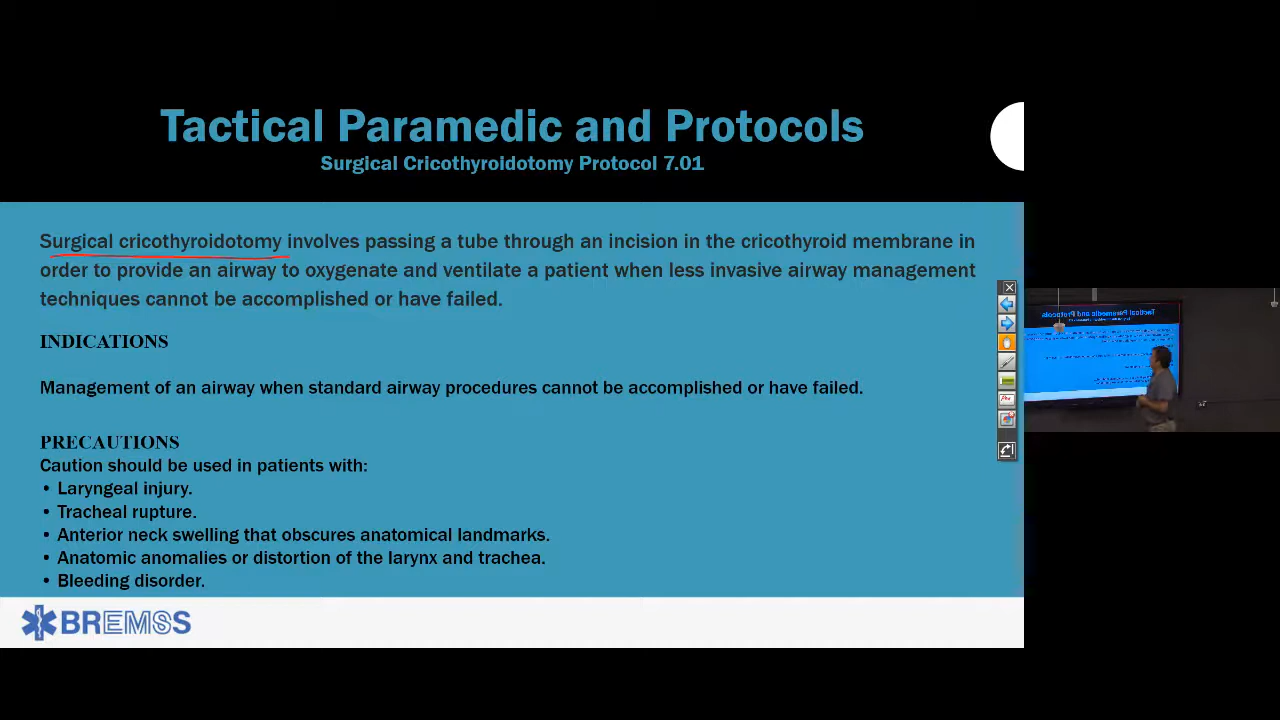 Tactical Paramedic and Protocols
Surgical Cricothyroidotomy Protocol 7.01
Surgical cricothyroidotomy involves passing a tube through an incision in the cricothyroid membrane in
order to provide an airway to oxygenate and ventilate a patient when less invasive airway management
techniques cannot be accomplished or have failed.
INDICATIONS
Management of an airway when standard airway procedures cannot be accomplished or have failed.
PRECAUTIONS
Caution should be used in patients with:
• Laryngeal injury.
• Tracheal rupture.
• Anterior neck swelling that obscures anatomical landmarks.
• Anatomic anomalies or distortion of the larynx and trachea.
• Bleeding disorder.
BREMSS
Tactical Paramedic and Protocols